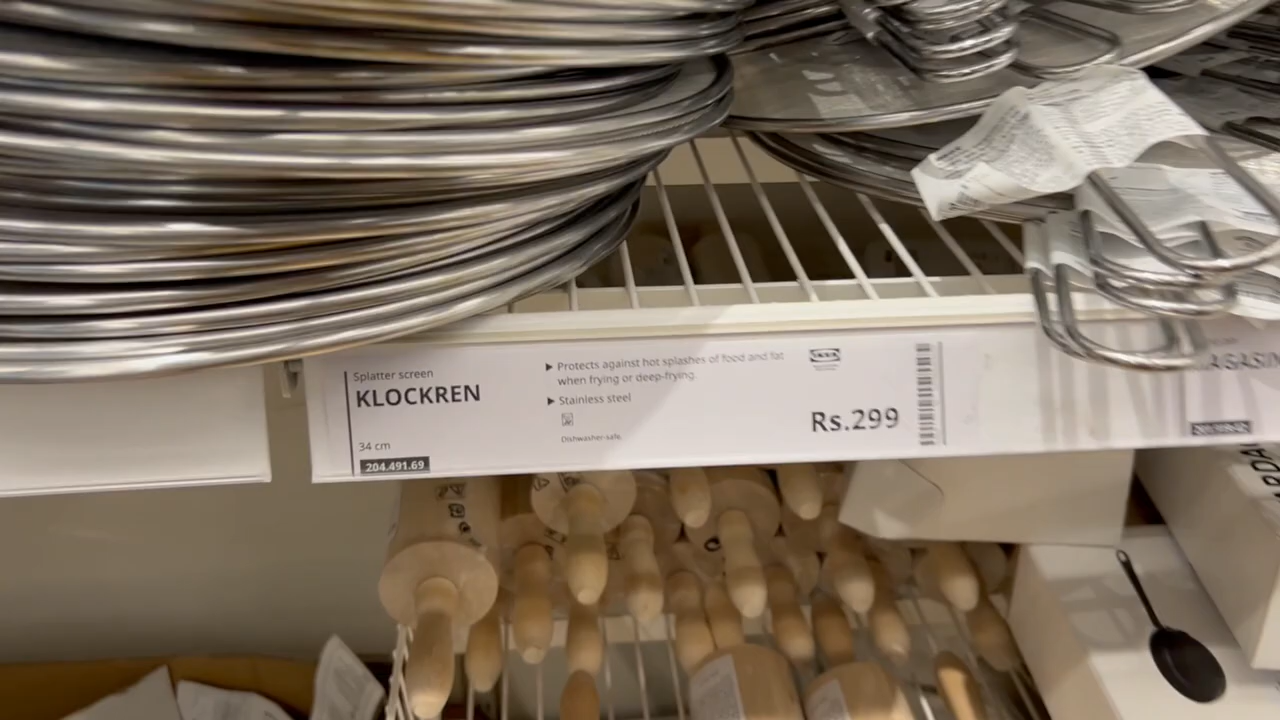 Splatter screen
KLOCKREN
34 cm
204.491.69
▶ Protects against hot splashes of food and fat
when frying or deep-frying.
▶ Stainless steel
Dishwasher-safe.
IKEA
Rs.299